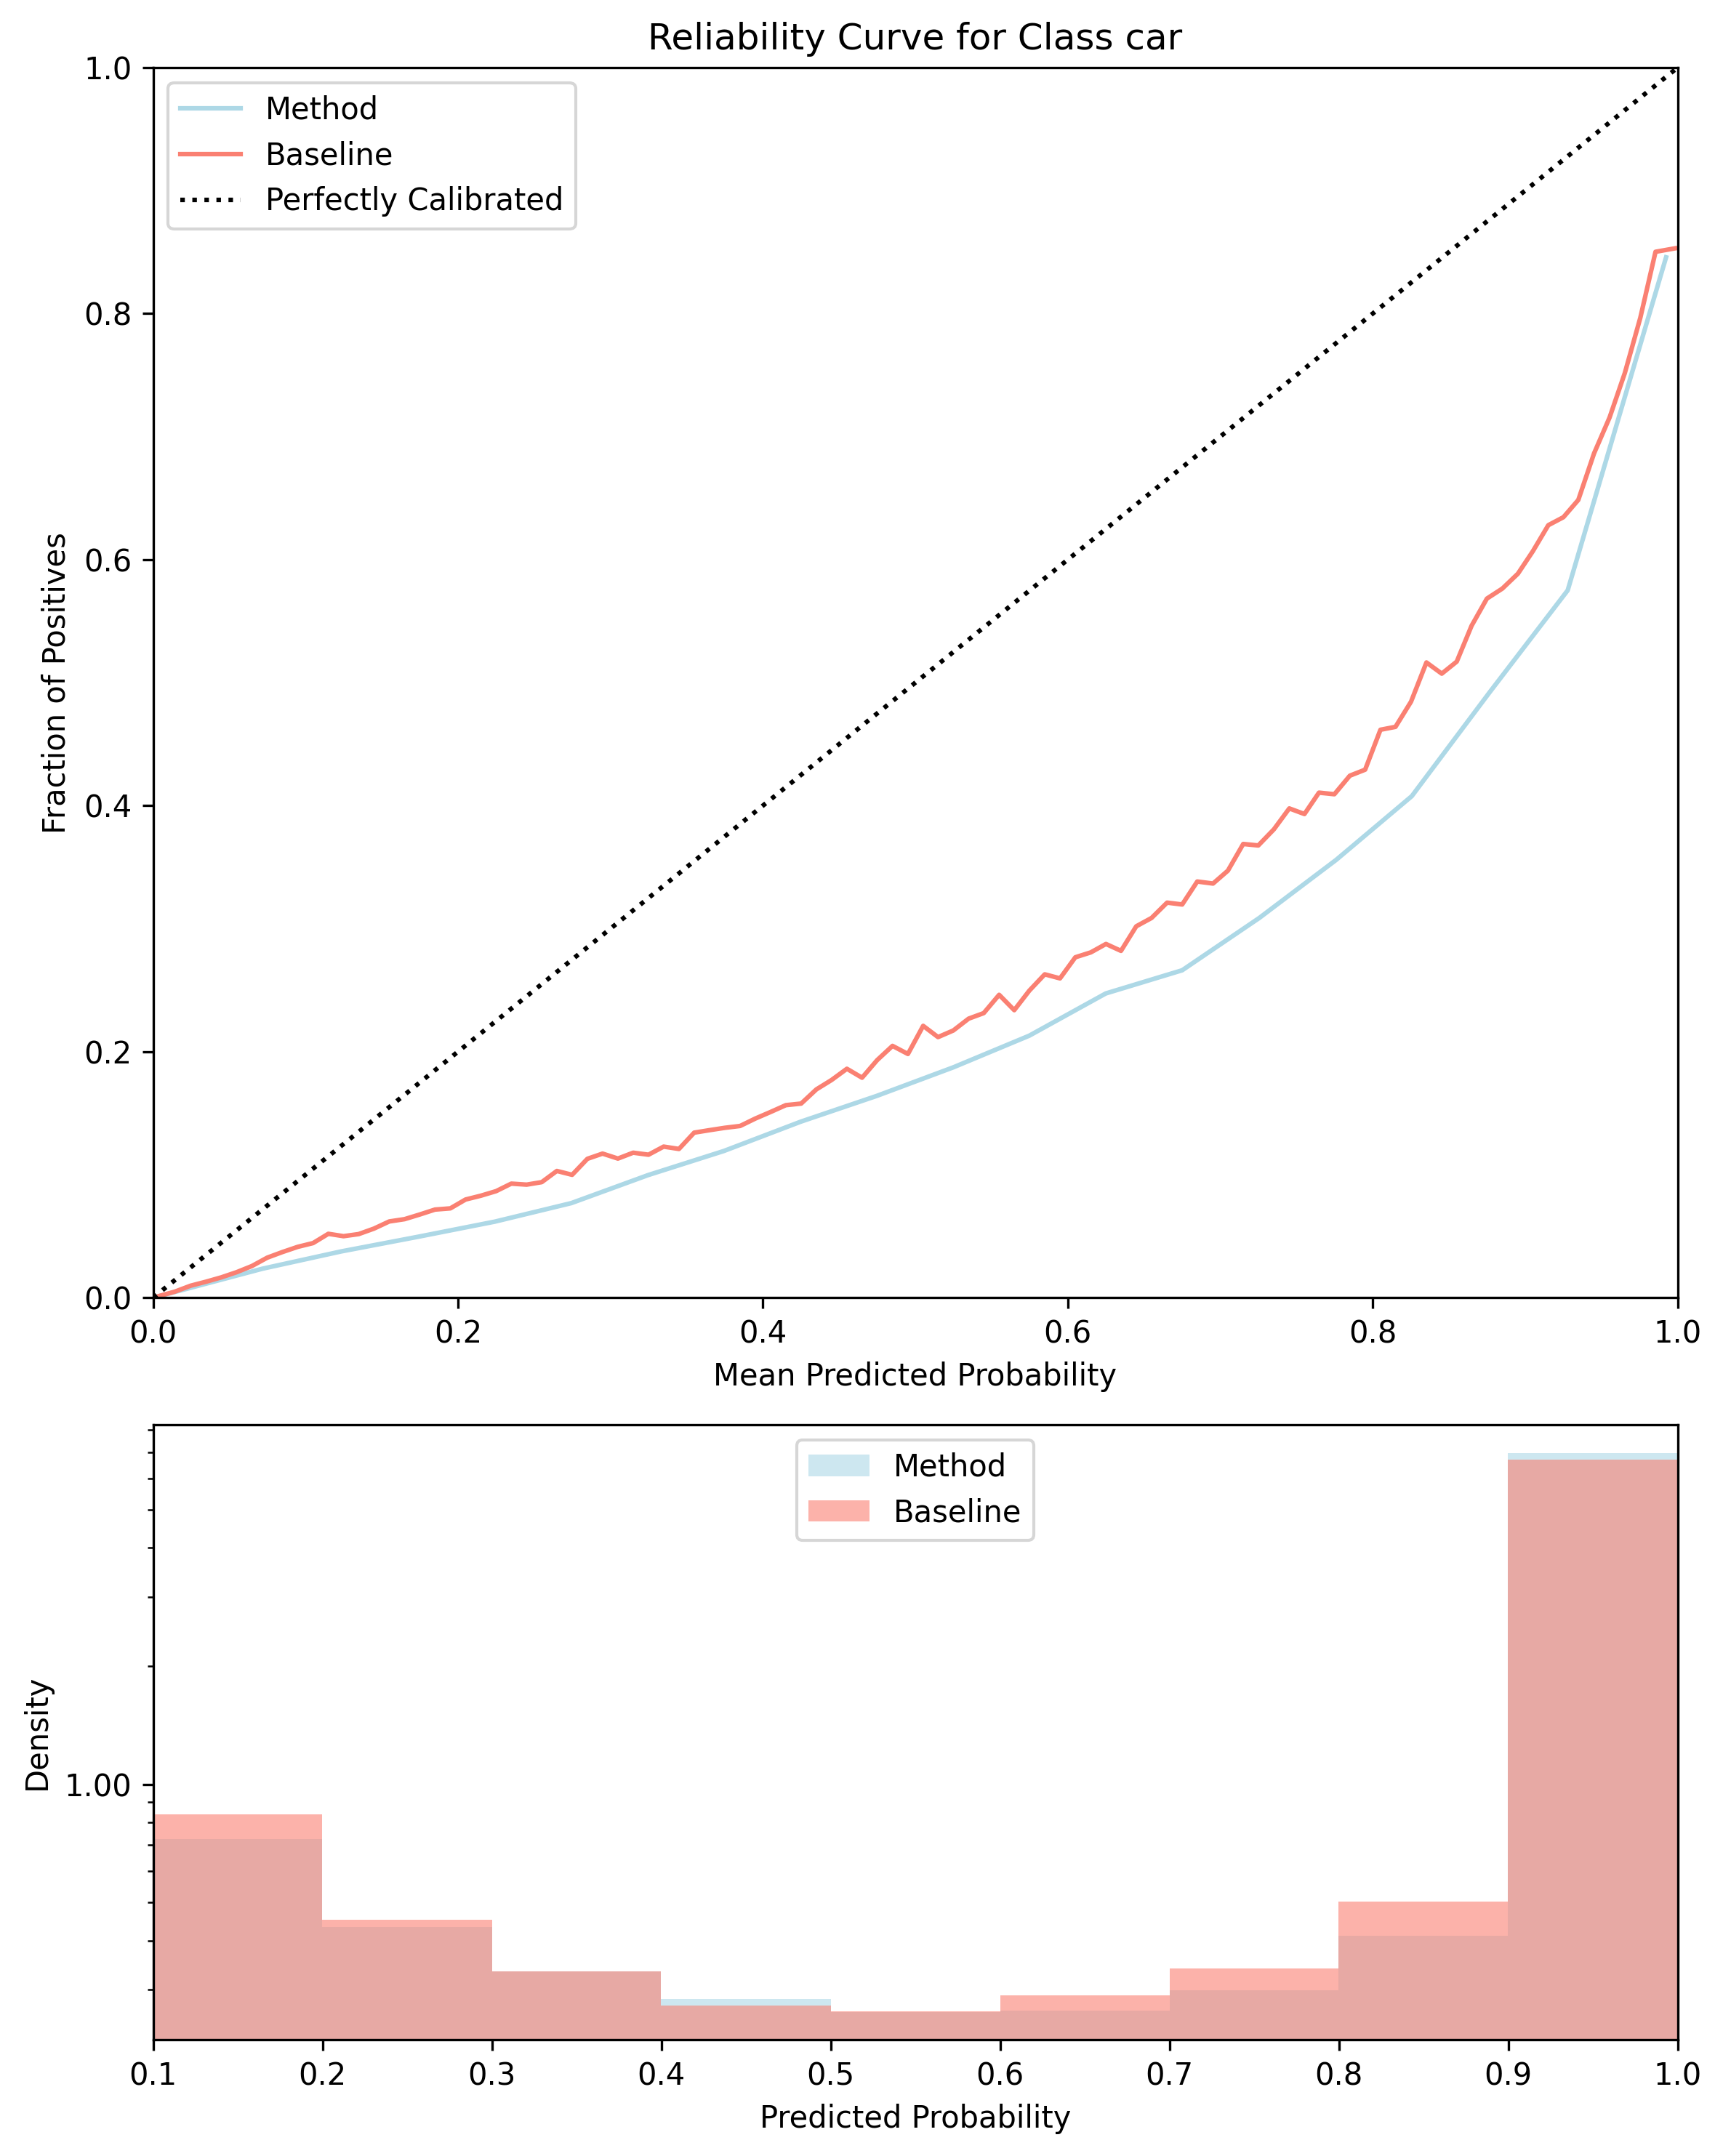 Reliability Curve for Class car
1.0
0.8
0.6
0.4
0.2
0.0
Fraction of Positives
Method
Baseline
Perfectly Calibrated
0.0 0.2 0.4 0.6 0.8 1.0
Mean Predicted Probability
Density
1.00
Method
Baseline
0.1 0.2 0.3 0.4 0.5 0.6 0.7 0.8 0.9 1.0
Predicted Probability